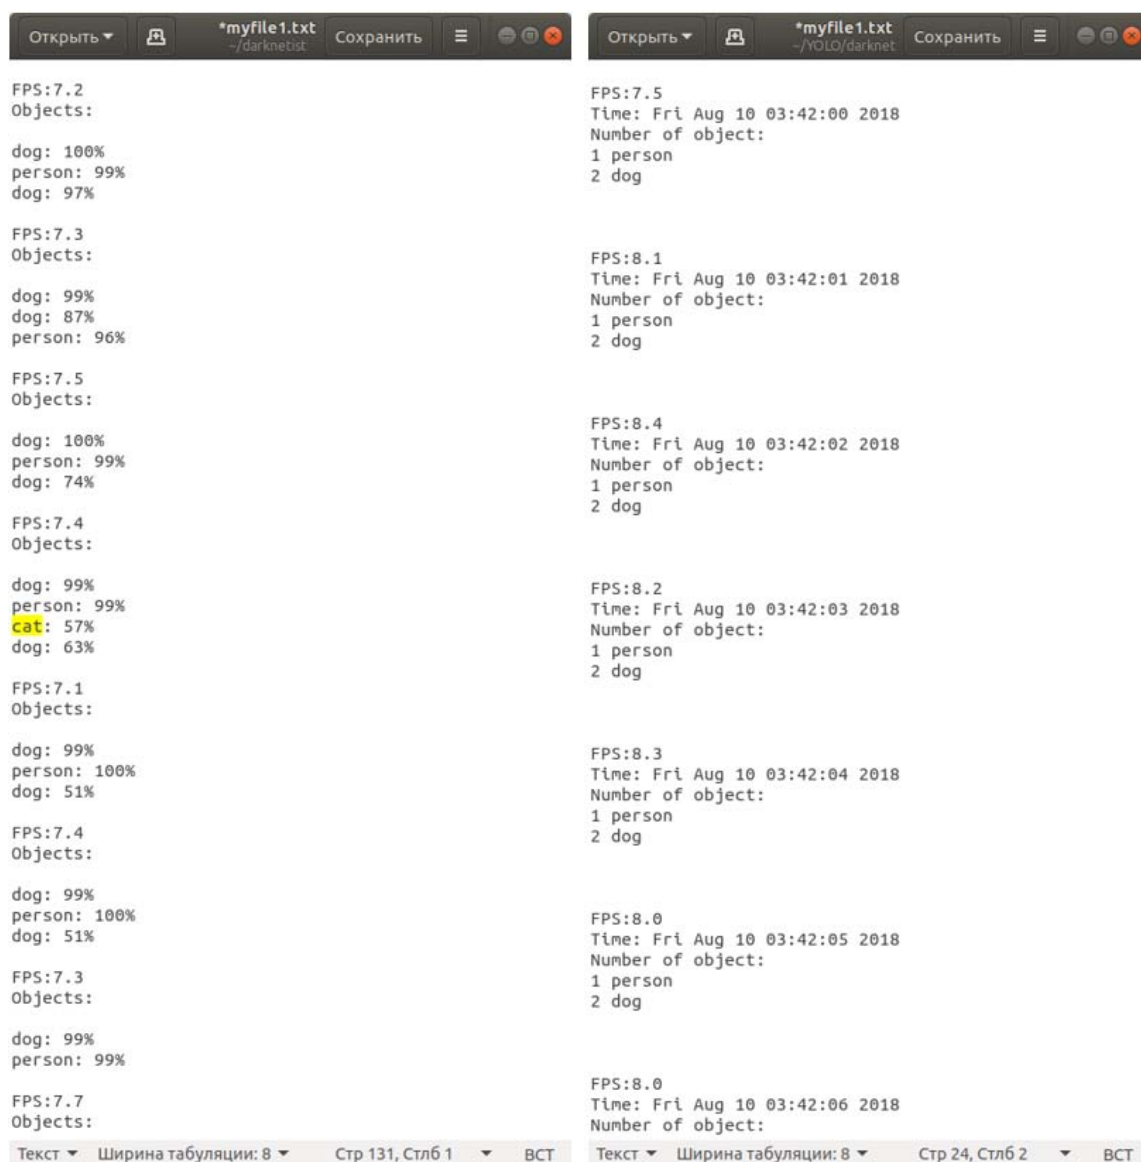 Открыть
*myfile1.txt
~/darknetist
Сохранить
FPS:7.2
Objects:
dog: 100%
person: 99%
dog: 97%
FPS:7.3
Objects:
dog: 99%
dog: 87%
person: 96%
FPS:7.5
Objects:
dog: 100%
person: 99%
dog: 74%
FPS:7.4
Objects:
dog: 99%
person: 99%
cat: 57%
dog: 63%
FPS:7.1
Objects:
dog: 99%
person: 100%
dog: 51%
FPS:7.4
Objects:
dog: 99%
person: 100%
dog: 51%
FPS:7.3
Objects:
dog: 99%
person: 99%
FPS:7.7
Objects:
Текст Ширина табуляции: 8 Стр 131, Стлб 1 ВСТ
Открыть
*myfile1.txt
~/YOLO/darknet
Сохранить
FPS:7.5
Time: Fri Aug 10 03:42:00 2018
Number of object:
1 person
2 dog
FPS:8.1
Time: Fri Aug 10 03:42:01 2018
Number of object:
1 person
2 dog
FPS:8.4
Time: Fri Aug 10 03:42:02 2018
Number of object:
1 person
2 dog
FPS:8.2
Time: Fri Aug 10 03:42:03 2018
Number of object:
1 person
2 dog
FPS:8.3
Time: Fri Aug 10 03:42:04 2018
Number of object:
1 person
2 dog
FPS:8.0
Time: Fri Aug 10 03:42:05 2018
Number of object:
1 person
2 dog
FPS:8.0
Time: Fri Aug 10 03:42:06 2018
Number of object:
Текст Ширина табуляции: 8 Стр 24, Стлб 2 ВСТ